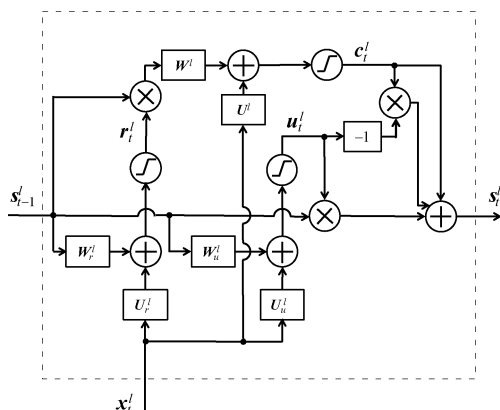 W^l
c_t^l
U^l
r_t^l
u_t^l
-1
s_{t-1}^l
s_t^l
W_r^l
W_u^l
U_r^l
U_u^l
x_t^l